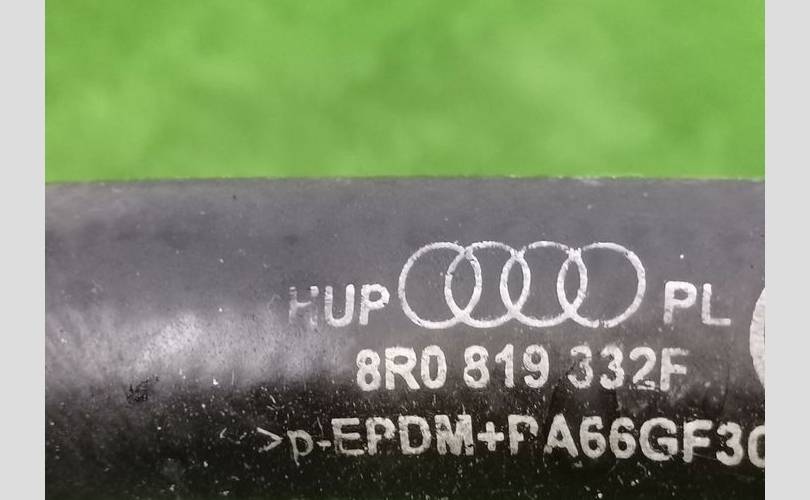 HUP PL
8R0 819 332F
>p-EPDM+PA66GF30